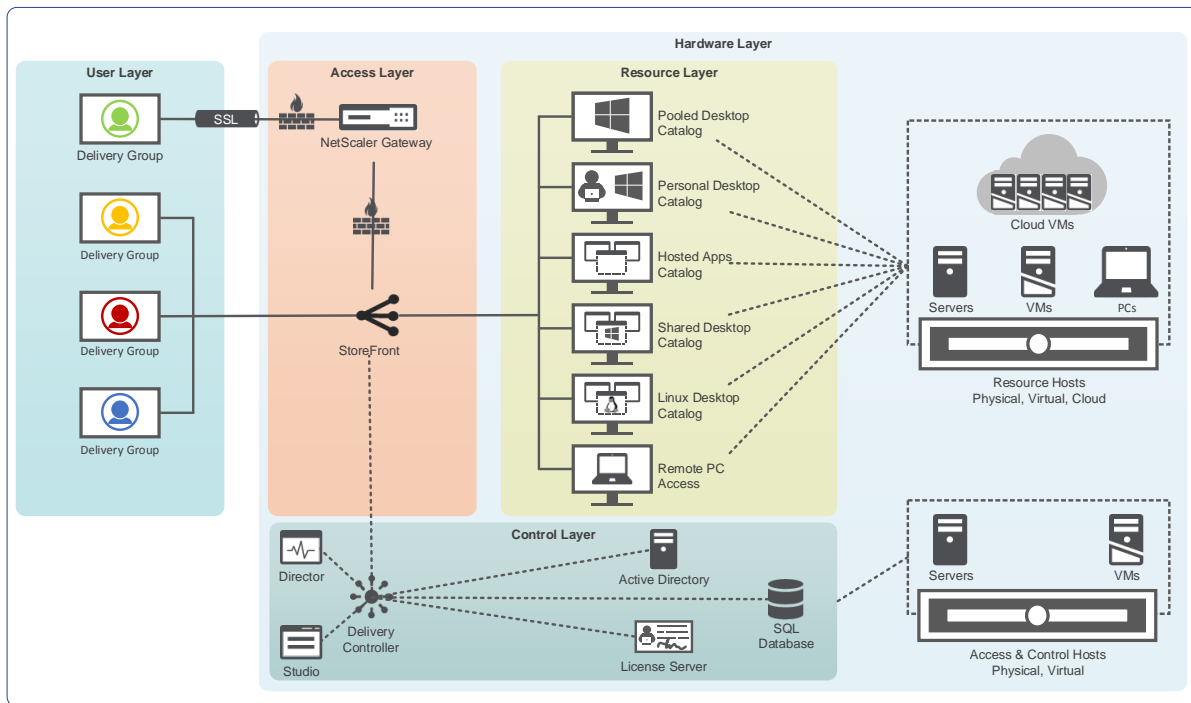 Hardware Layer
User Layer
Access Layer
Resource Layer
SSL
Delivery Group
Delivery Group
Delivery Group
Delivery Group
NetScaler Gateway
StoreFront
Pooled Desktop
Catalog
Personal Desktop
Catalog
Hosted Apps
Catalog
Shared Desktop
Catalog
Linux Desktop
Catalog
Remote PC
Access
Cloud VMs
Servers
VMs
PCs
Resource Hosts
Physical, Virtual, Cloud
Control Layer
Director
Studio
Delivery
Controller
Active Directory
License Server
SQL
Database
Servers
VMs
Access & Control Hosts
Physical, Virtual